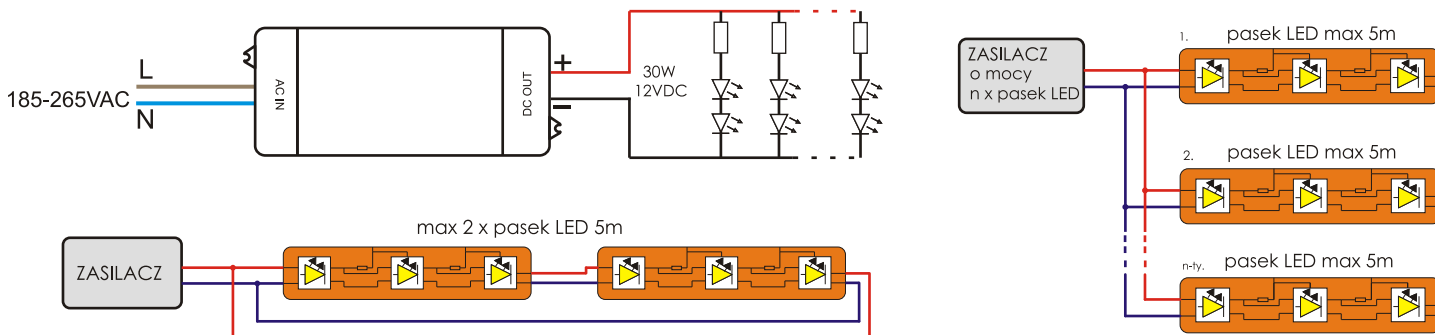 L
185-265VAC
N
AC IN
DC OUT
+
30W
12VDC
–
max 2 x pasek LED 5m
ZASILACZ
ZASILACZ
o mocy
n x pasek LED
1. pasek LED max 5m
2. pasek LED max 5m
n-ty. pasek LED max 5m